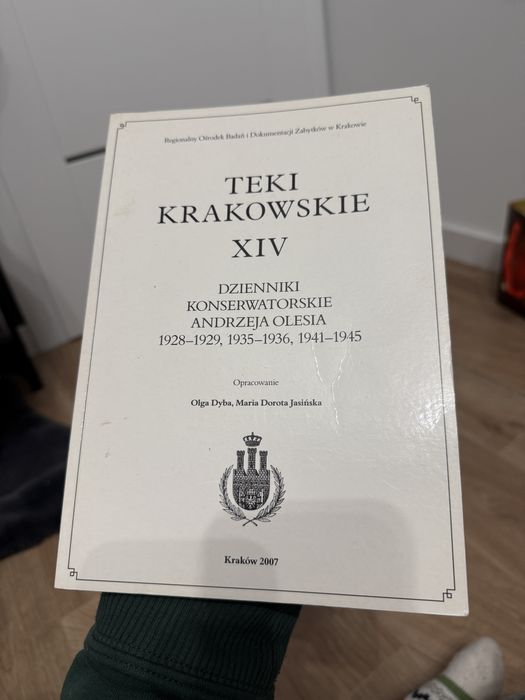 Regionalny Ośrodek Badań i Dokumentacji Zabytków w Krakowie
TEKI
KRAKOWSKIE
XIV
DZIENNIKI
KONSERWATORSKIE
ANDRZEJA OLESIA
1928–1929, 1935–1936, 1941–1945
Opracowanie
Olga Dyba, Maria Dorota Jasińska
Kraków 2007